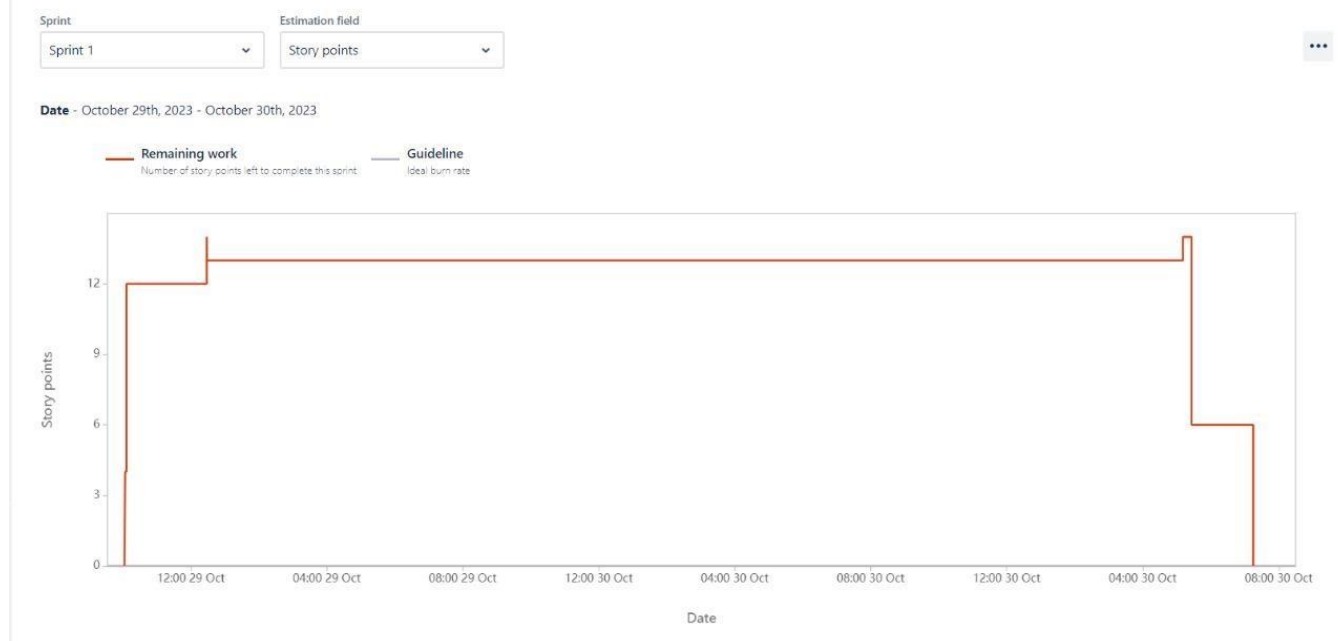 Sprint
Estimation field
Sprint 1
Story points
Date - October 29th, 2023 - October 30th, 2023
Remaining work
Number of story points left to complete this sprint
Guideline
Ideal burn rate
Story points
12
9
6
3
0
12:00 29 Oct
04:00 29 Oct
08:00 29 Oct
12:00 30 Oct
04:00 30 Oct
08:00 30 Oct
12:00 30 Oct
04:00 30 Oct
08:00 30 Oct
Date